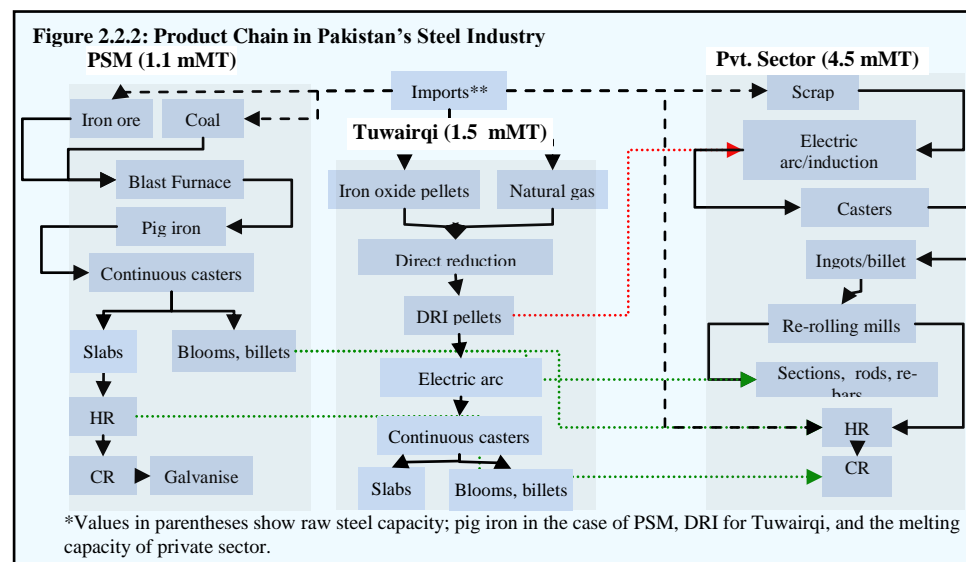 Figure 2.2.2: Product Chain in Pakistan's Steel Industry
PSM (1.1 mMT)
Pvt. Sector (4.5 mMT)
Imports**
Scrap
Iron ore
Coal
Tuwairqi (1.5 mMT)
Electric
arc/induction
Blast Furnace
Iron oxide pellets
Natural gas
Casters
Pig iron
Direct reduction
Ingots/billet
Continuous casters
DRI pellets
Re-rolling mills
Slabs
Blooms, billets
Electric arc
Sections, rods, re-
bars
HR
Continuous casters
HR
CR
Galvanise
Slabs
Blooms, billets
CR
*Values in parentheses show raw steel capacity; pig iron in the case of PSM, DRI for Tuwairqi, and the melting
capacity of private sector.